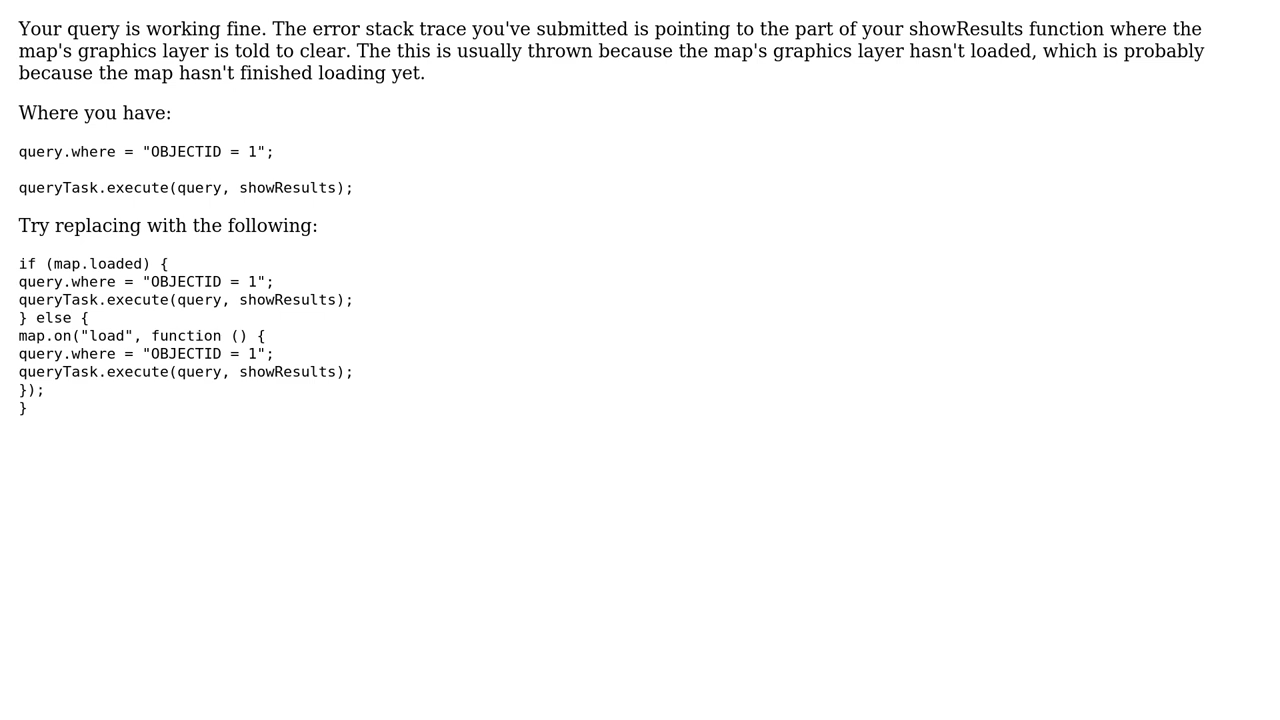 Your query is working fine. The error stack trace you've submitted is pointing to the part of your showResults function where the
map's graphics layer is told to clear. The this is usually thrown because the map's graphics layer hasn't loaded, which is probably
because the map hasn't finished loading yet.
Where you have:
query.where = "OBJECTID = 1";
queryTask.execute(query, showResults);
Try replacing with the following:
if (map.loaded) {
query.where = "OBJECTID = 1";
queryTask.execute(query, showResults);
} else {
map.on("load", function () {
query.where = "OBJECTID = 1";
queryTask.execute(query, showResults);
});
}